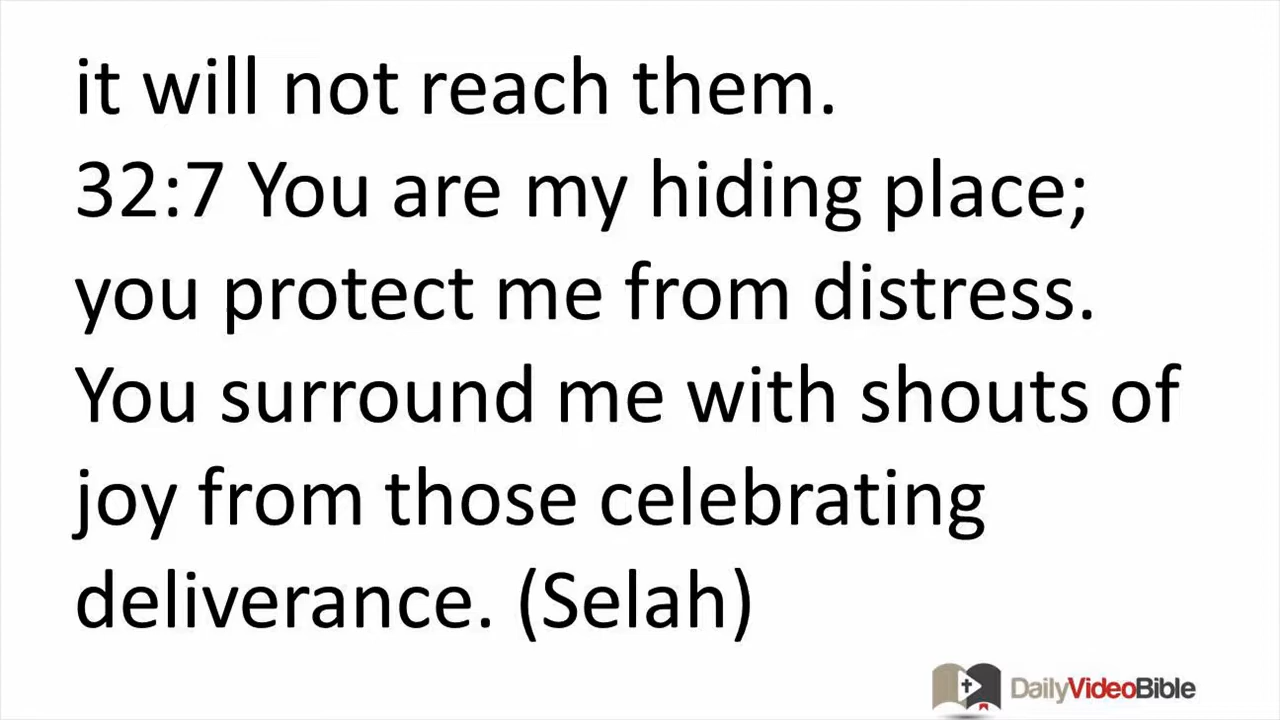 it will not reach them.
32:7 You are my hiding place;
you protect me from distress.
You surround me with shouts of
joy from those celebrating
deliverance. (Selah)
DailyVideoBible